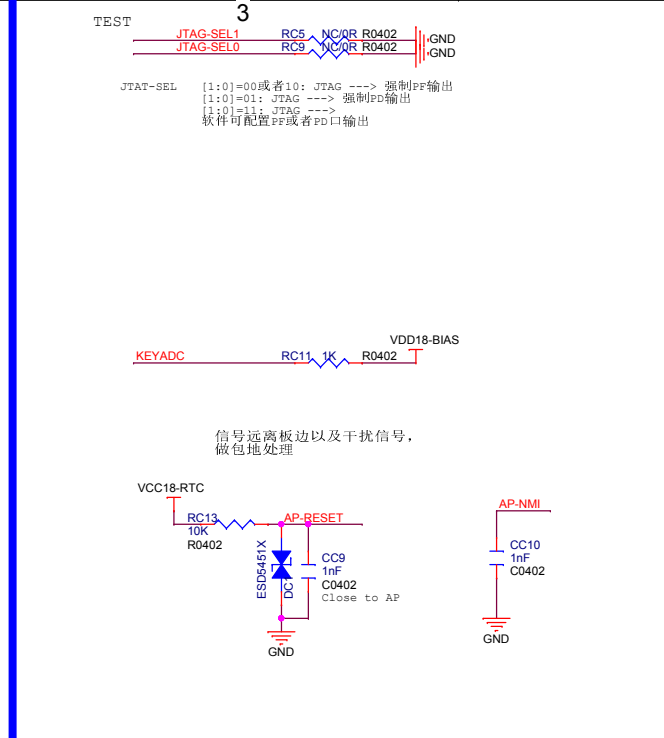 3
TEST
JTAG-SEL1 RC5 NC/0R R0402 GND
JTAG-SEL0 RC9 NC/0R R0402 GND
JTAT-SEL [1:0]=00或者10: JTAG ---> 强制PF输出
[1:0]=01: JTAG ---> 强制PD输出
[1:0]=11: JTAG --->
软件可配置PF或者PD口输出
VDD18-BIAS
KEYADC RC11 1K R0402
信号远离板边以及干扰信号,
做包地处理
VCC18-RTC
RC13 AP-RESET
10K
R0402
ESD5451X
DC1
CC9
1nF
C0402
Close to AP
GND
AP-NMI
CC10
1nF
C0402
GND